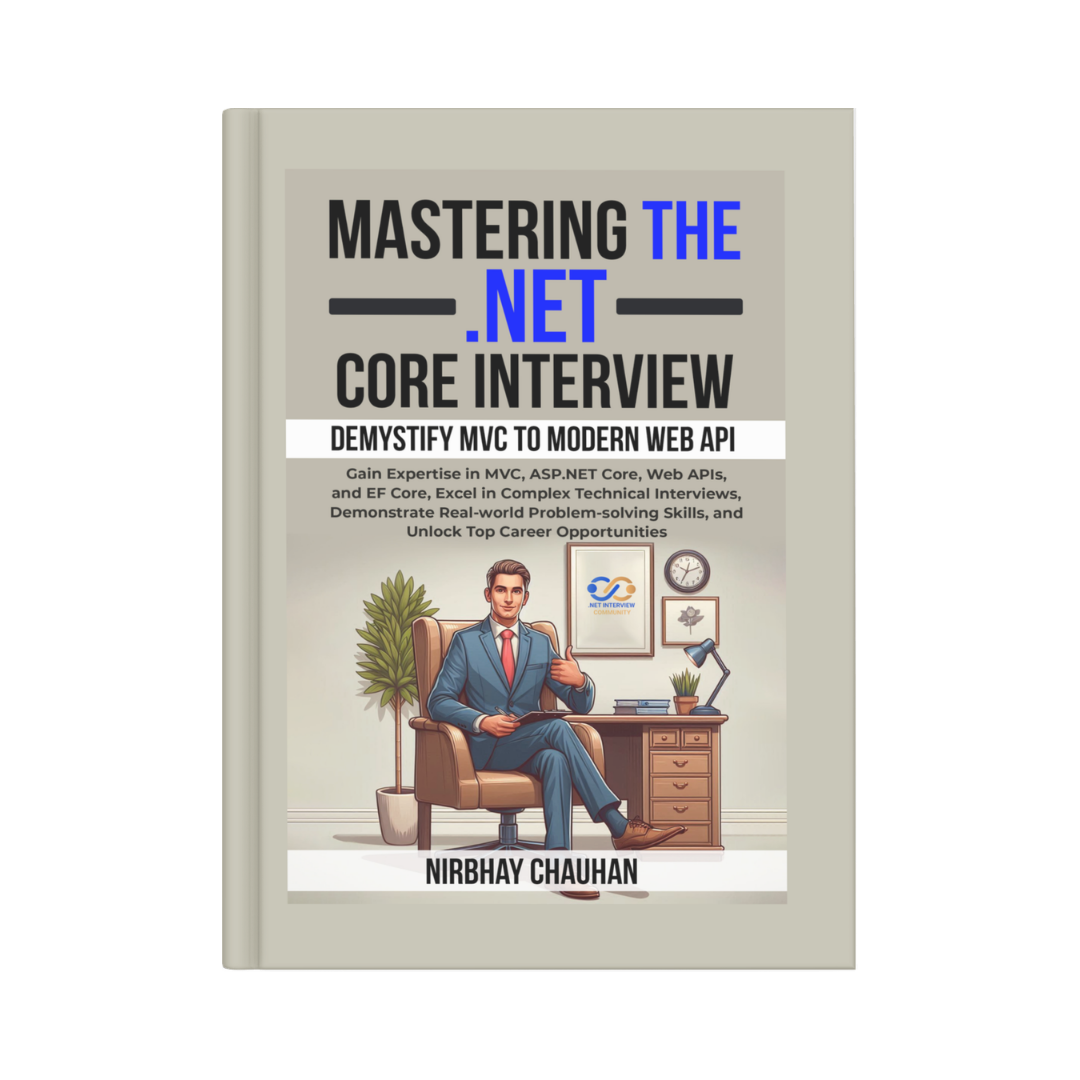 MASTERING THE
.NET
CORE INTERVIEW
DEMYSTIFY MVC TO MODERN WEB API
Gain Expertise in MVC, ASP.NET Core, Web APIs,
and EF Core, Excel in Complex Technical Interviews,
Demonstrate Real-world Problem-solving Skills, and
Unlock Top Career Opportunities
.NET INTERVIEW
COMMUNITY
NIRBHAY CHAUHAN